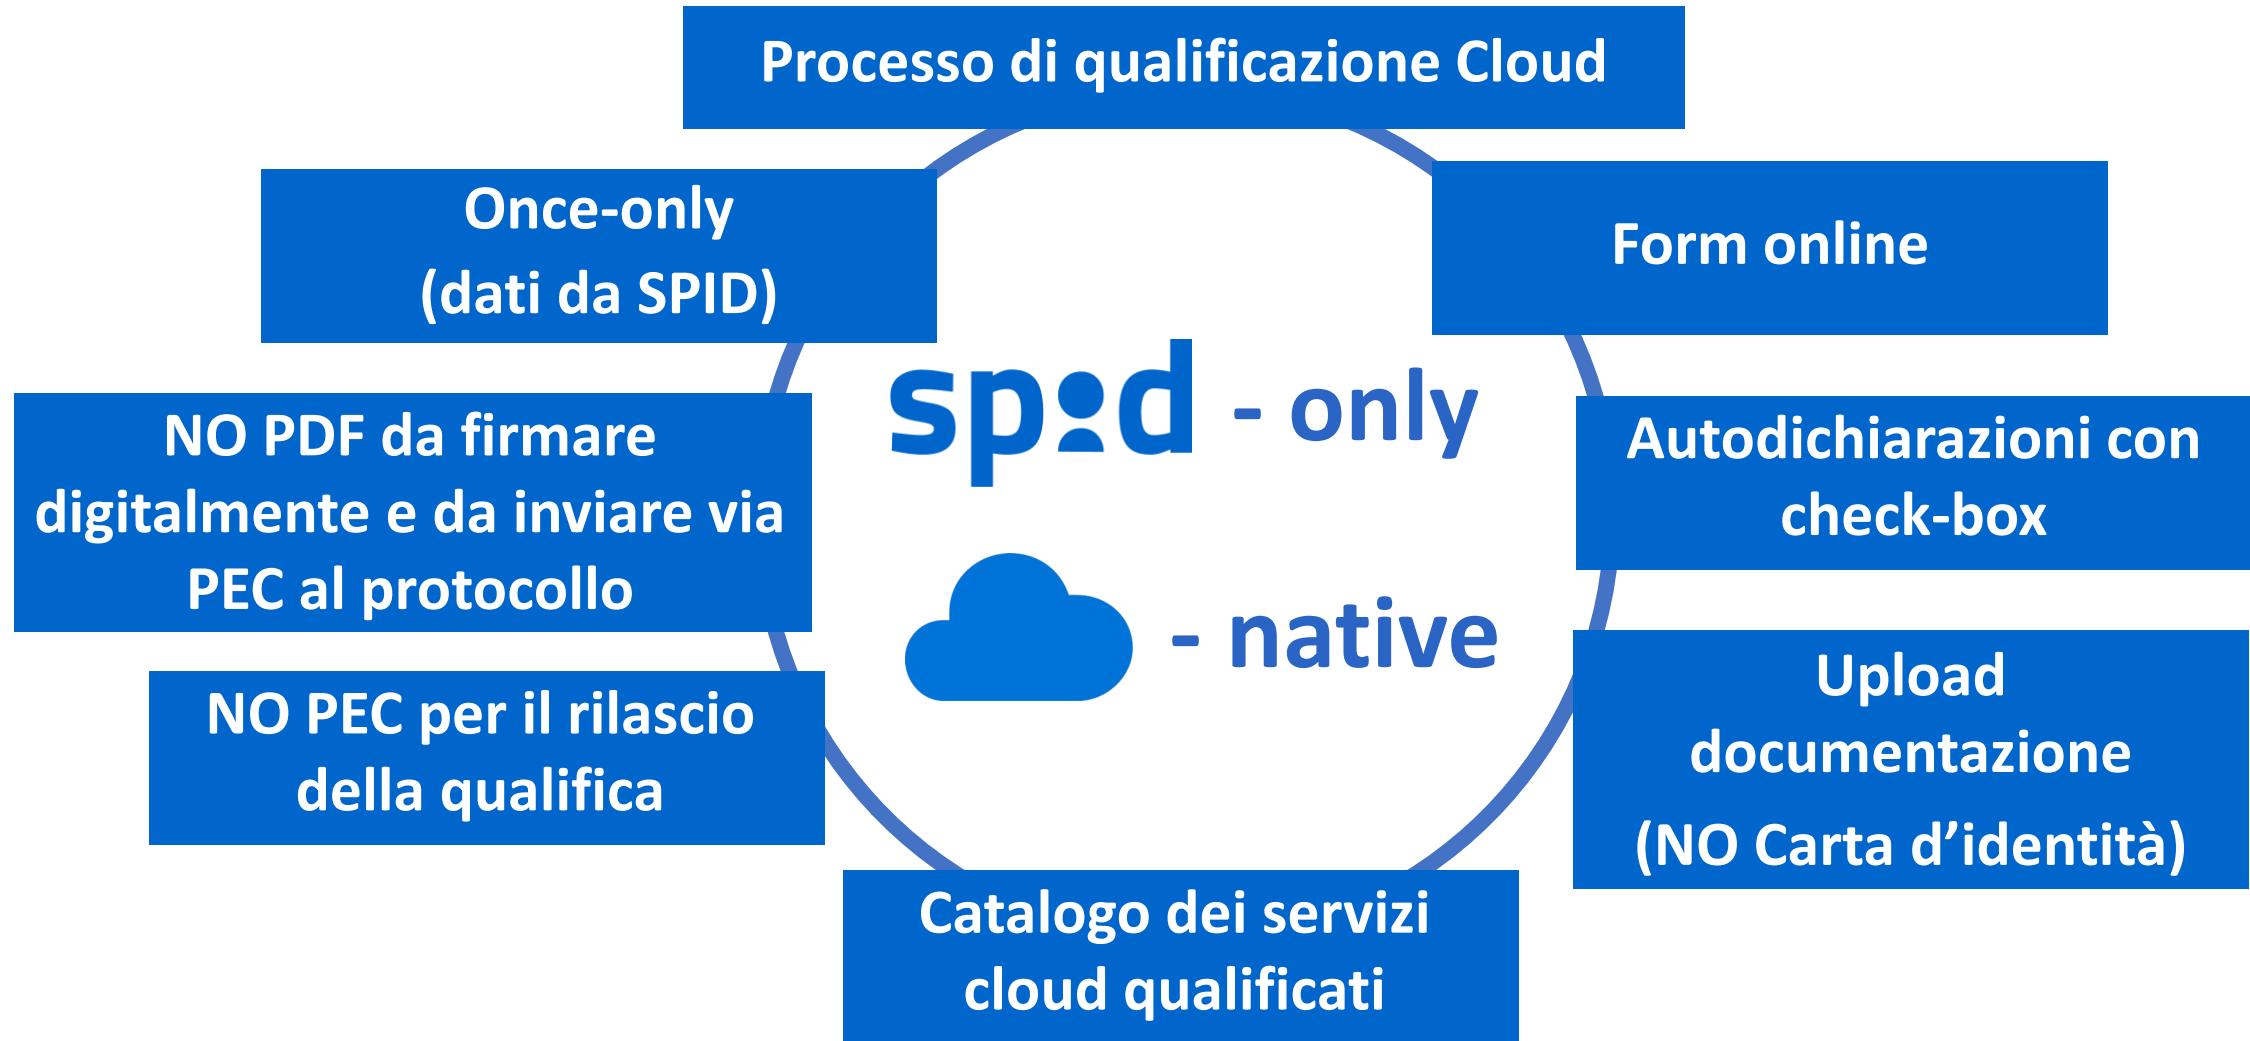 Processo di qualificazione Cloud
Once-only
(dati da SPID)
Form online
spid - only
NO PDF da firmare
digitalmente e da inviare via
PEC al protocollo
Autodichiarazioni con
check-box
- native
NO PEC per il rilascio
della qualifica
Upload
documentazione
(NO Carta d’identità)
Catalogo dei servizi
cloud qualificati